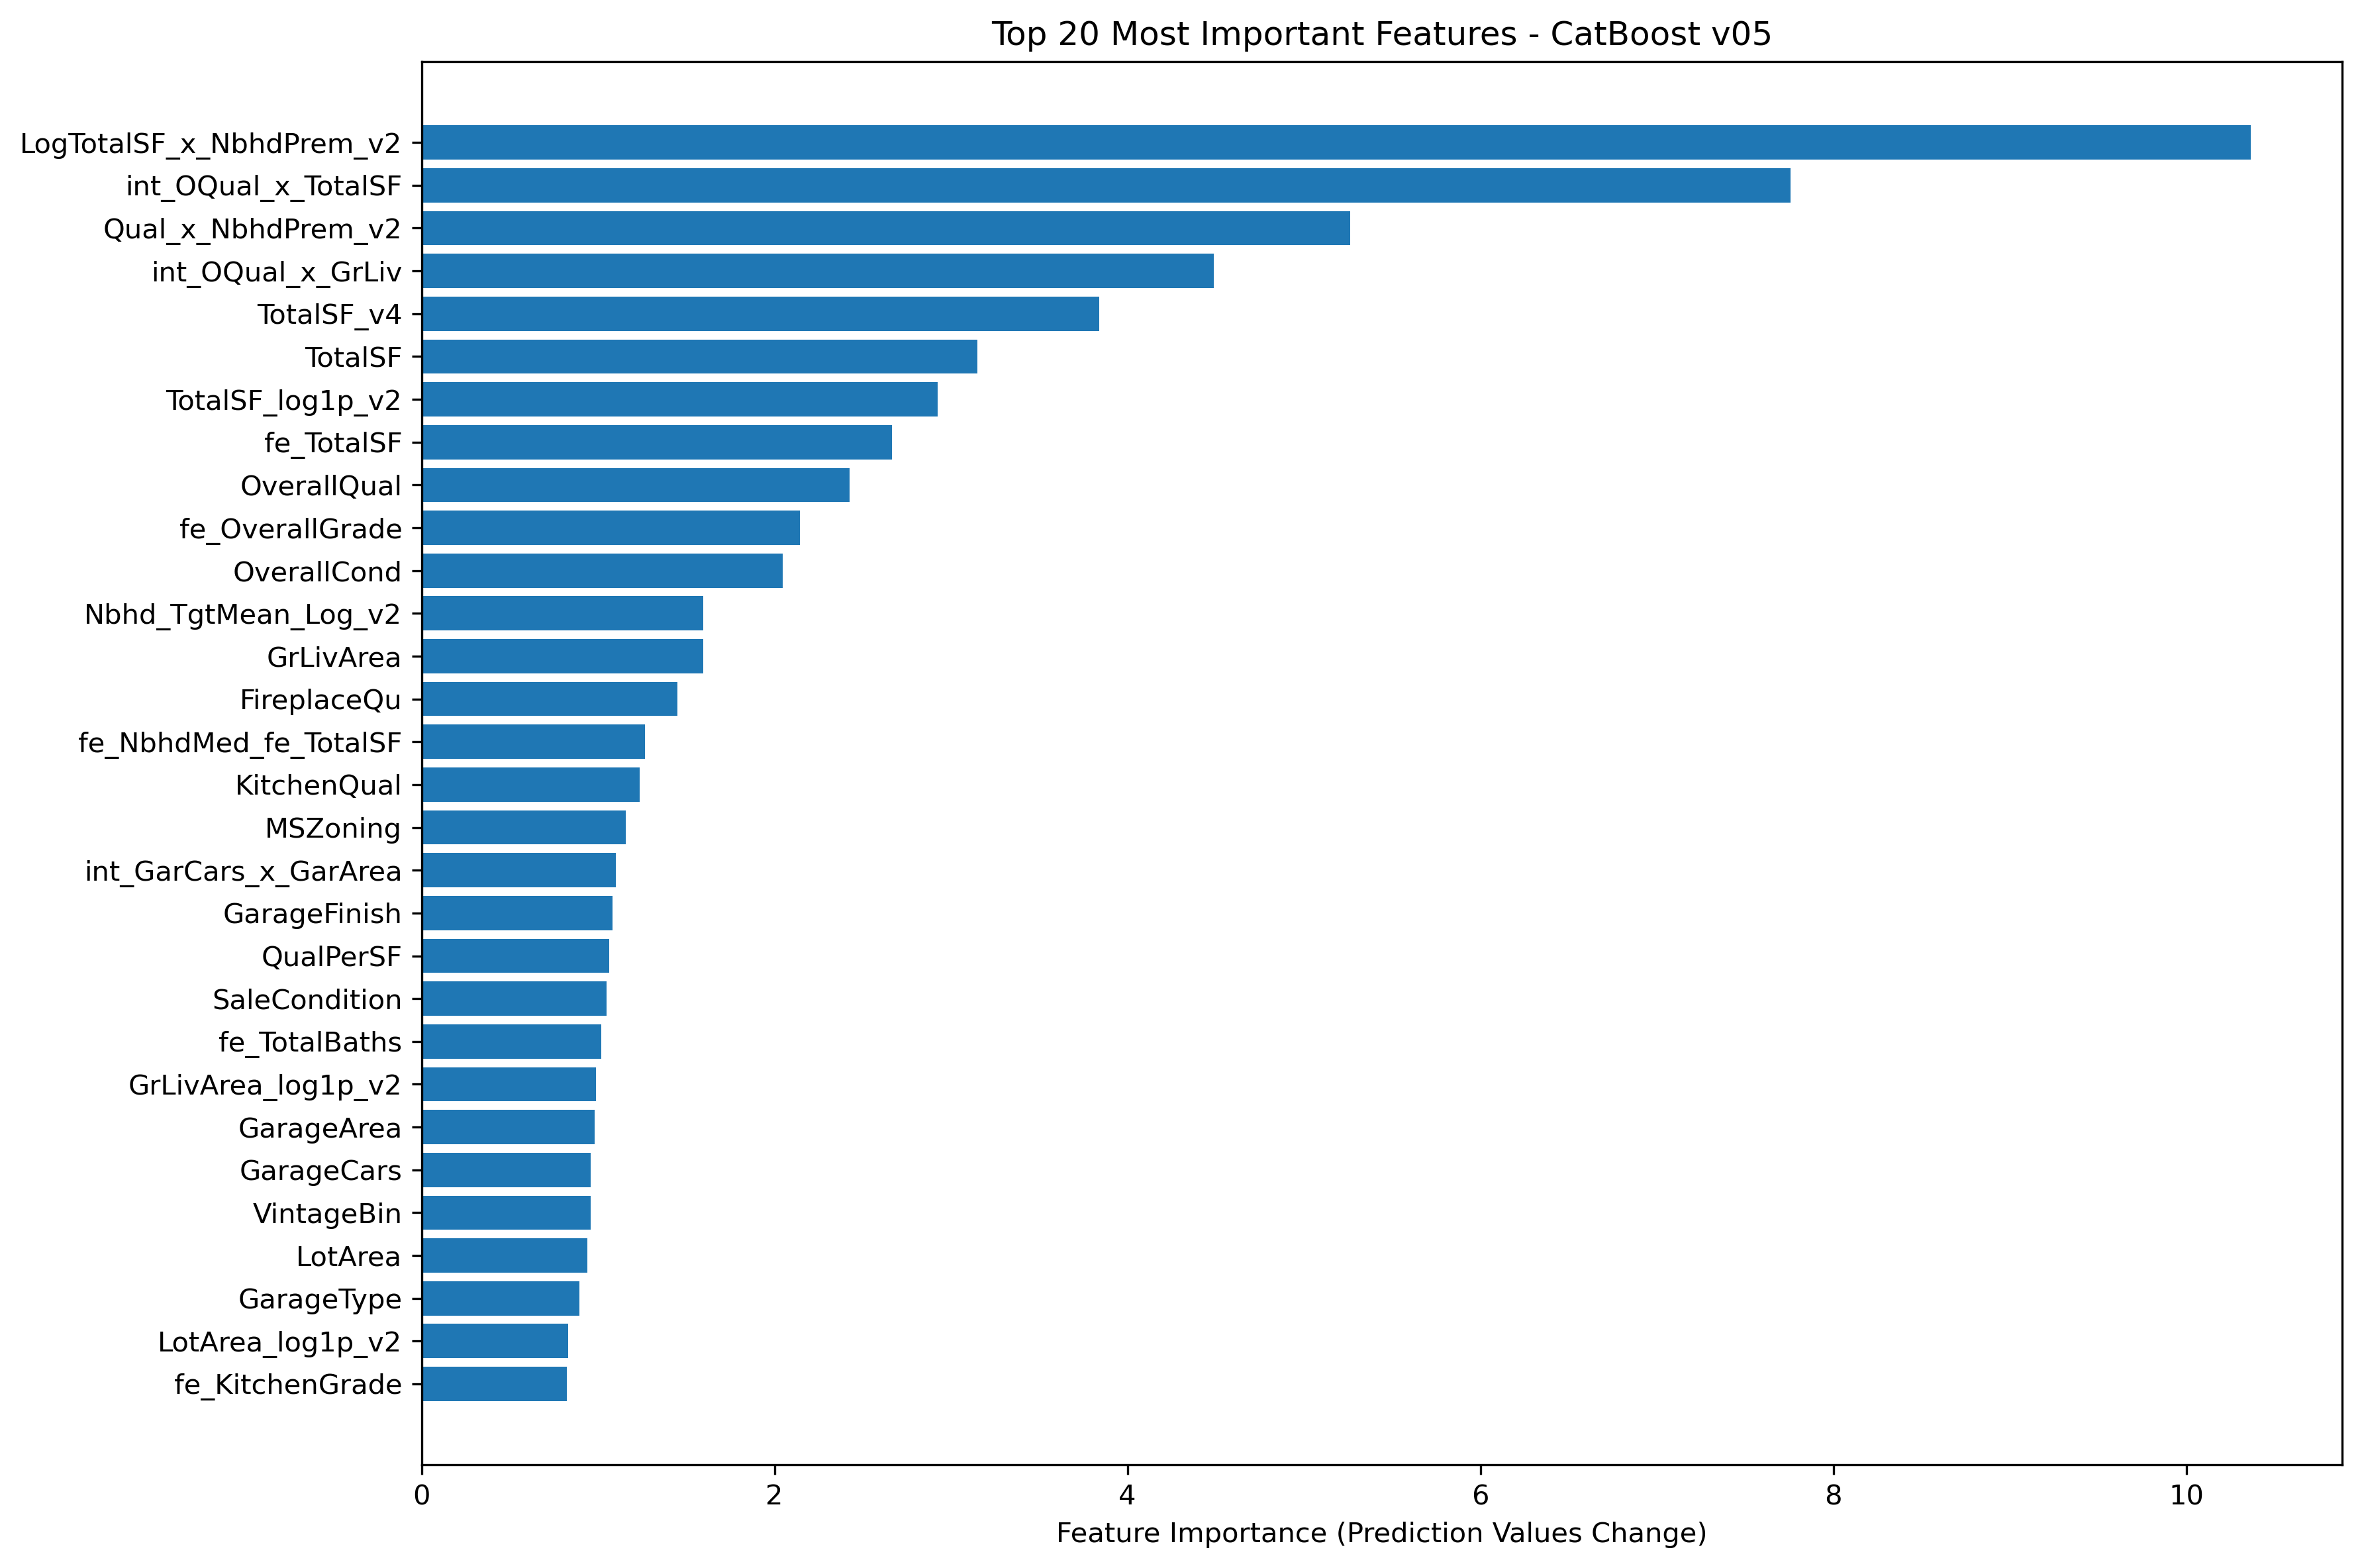 Top 20 Most Important Features - CatBoost v05
LogTotalSF_x_NbhdPrem_v2
int_OQual_x_TotalSF
Qual_x_NbhdPrem_v2
int_OQual_x_GrLiv
TotalSF_v4
TotalSF
TotalSF_log1p_v2
fe_TotalSF
OverallQual
fe_OverallGrade
OverallCond
Nbhd_TgtMean_Log_v2
GrLivArea
FireplaceQu
fe_NbhdMed_fe_TotalSF
KitchenQual
MSZoning
int_GarCars_x_GarArea
GarageFinish
QualPerSF
SaleCondition
fe_TotalBaths
GrLivArea_log1p_v2
GarageArea
GarageCars
VintageBin
LotArea
GarageType
LotArea_log1p_v2
fe_KitchenGrade
0 2 4 6 8 10
Feature Importance (Prediction Values Change)